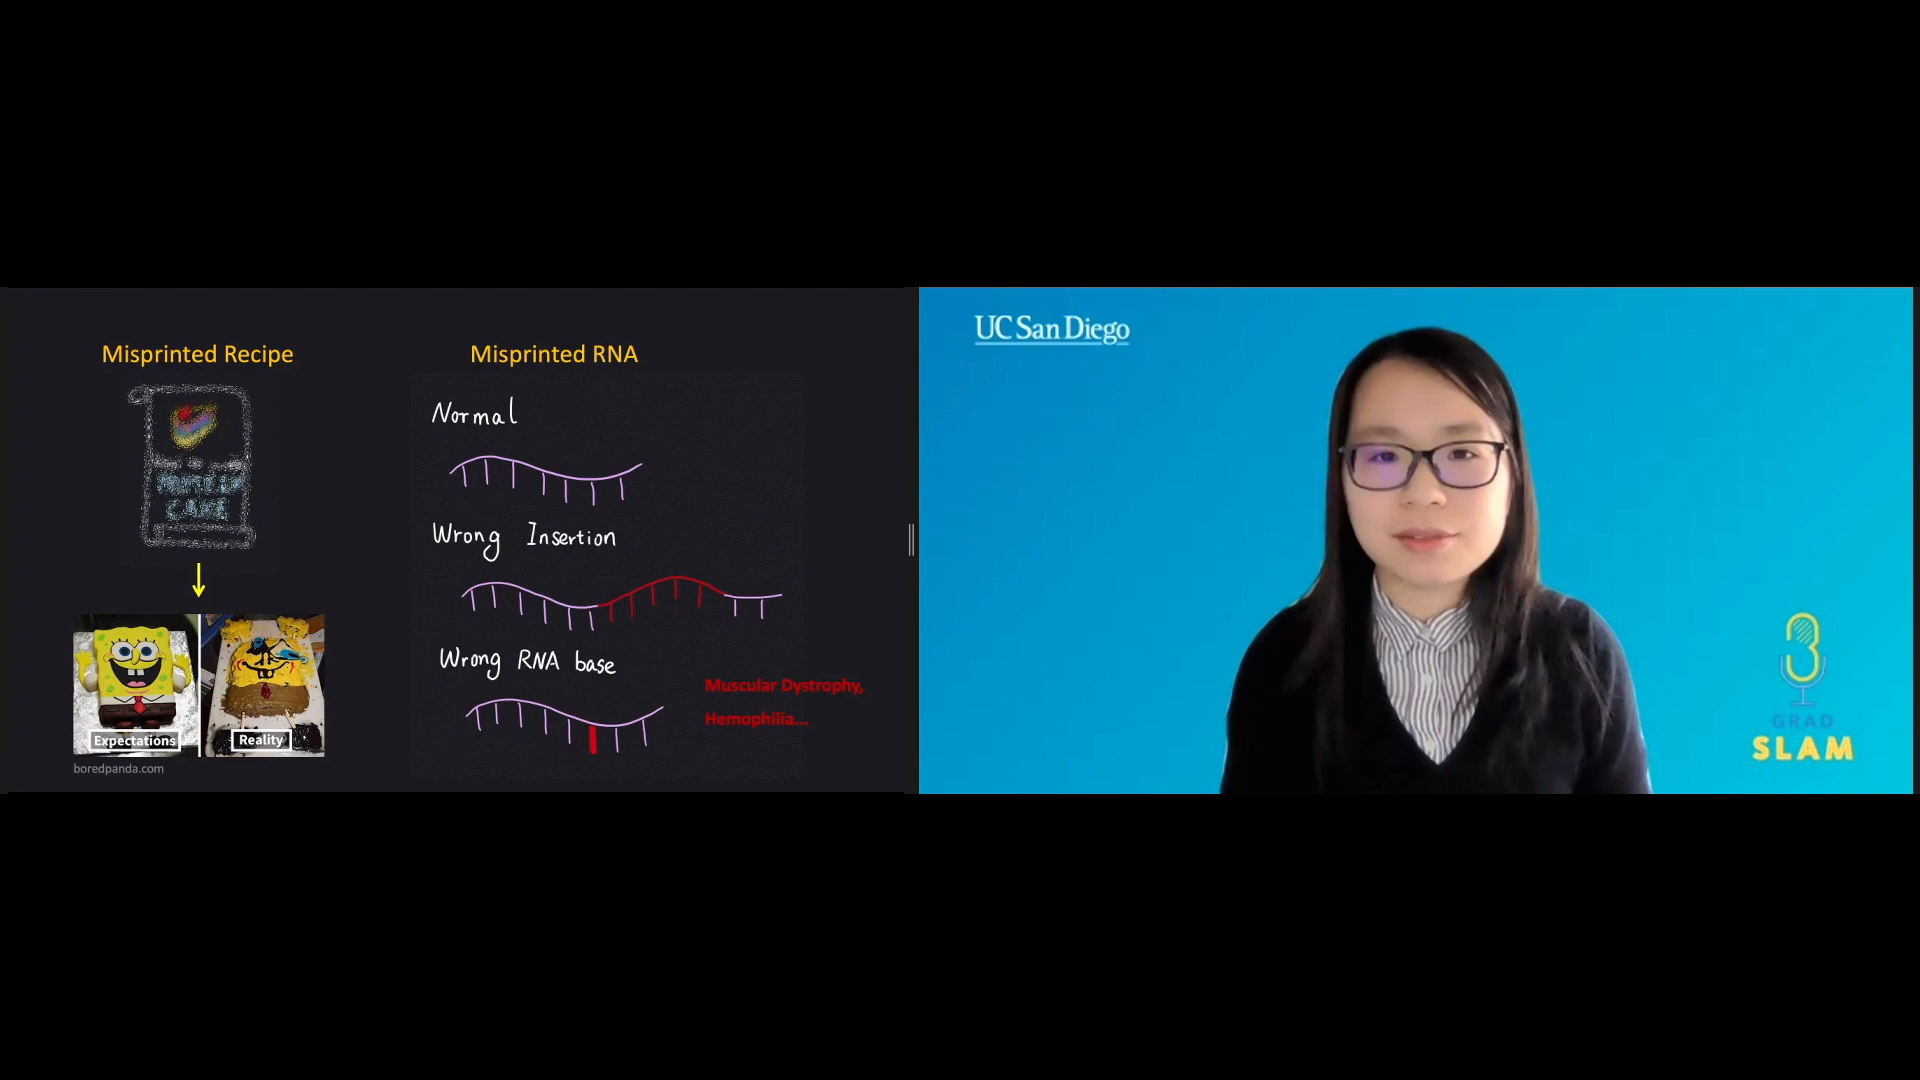 Misprinted Recipe
CAKE
Expectations
Reality
boredpanda.com
Misprinted RNA
Normal
Wrong Insertion
Wrong RNA base
Muscular Dystrophy,
Hemophilia...
UC San Diego
GRAD
SLAM